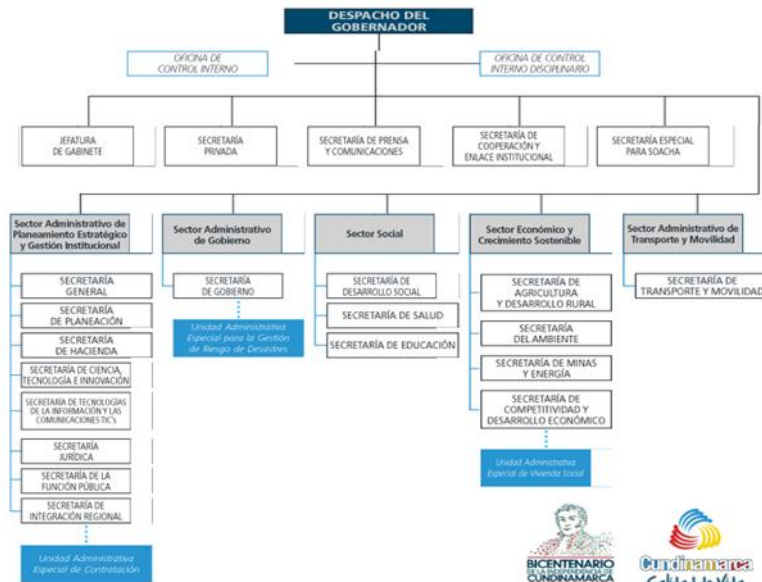 DESPACHO DEL
GOBERNADOR
OFICINA DE
CONTROL INTERNO
OFICINA DE CONTROL
INTERNO DISCIPLINARIO
JEFATURA
DE GABINETE
SECRETARÍA
PRIVADA
SECRETARÍA DE PRENSA
Y COMUNICACIONES
SECRETARÍA DE
COOPERACIÓN Y
ENLACE INSTITUCIONAL
SECRETARÍA ESPECIAL
PARA SOACHA
Sector Administrativo de
Planeamiento Estratégico
y Gestión Institucional
SECRETARÍA
GENERAL
SECRETARÍA
DE PLANEACIÓN
SECRETARÍA
DE HACIENDA
SECRETARÍA DE CIENCIA,
TECNOLOGÍA E INNOVACIÓN
SECRETARÍA DE TECNOLOGÍAS
DE LA INFORMACIÓN Y LAS
COMUNICACIONES TIC's
SECRETARÍA
JURÍDICA
SECRETARÍA DE LA
FUNCIÓN PÚBLICA
SECRETARÍA DE
INTEGRACIÓN REGIONAL
Unidad Administrativa
Especial de Contratación
Sector Administrativo
de Gobierno
SECRETARÍA
DE GOBIERNO
Unidad Administrativa
Especial para la Gestión
de Riesgo de Desastres
Sector Social
SECRETARÍA DE
DESARROLLO SOCIAL
SECRETARÍA DE SALUD
SECRETARÍA DE EDUCACIÓN
Sector Económico y
Crecimiento Sostenible
SECRETARÍA DE
AGRICULTURA
Y DESARROLLO RURAL
SECRETARÍA
DEL AMBIENTE
SECRETARÍA DE MINAS
Y ENERGÍA
SECRETARÍA DE
COMPETITIVIDAD Y
DESARROLLO ECONÓMICO
Unidad Administrativa
Especial de Vivienda Social
Sector Administrativo de
Transporte y Movilidad
SECRETARÍA DE
TRANSPORTE Y MOVILIDAD
BICENTENARIO
DE LA INDEPENDENCIA DE
CUNDINAMARCA
Cundinamarca